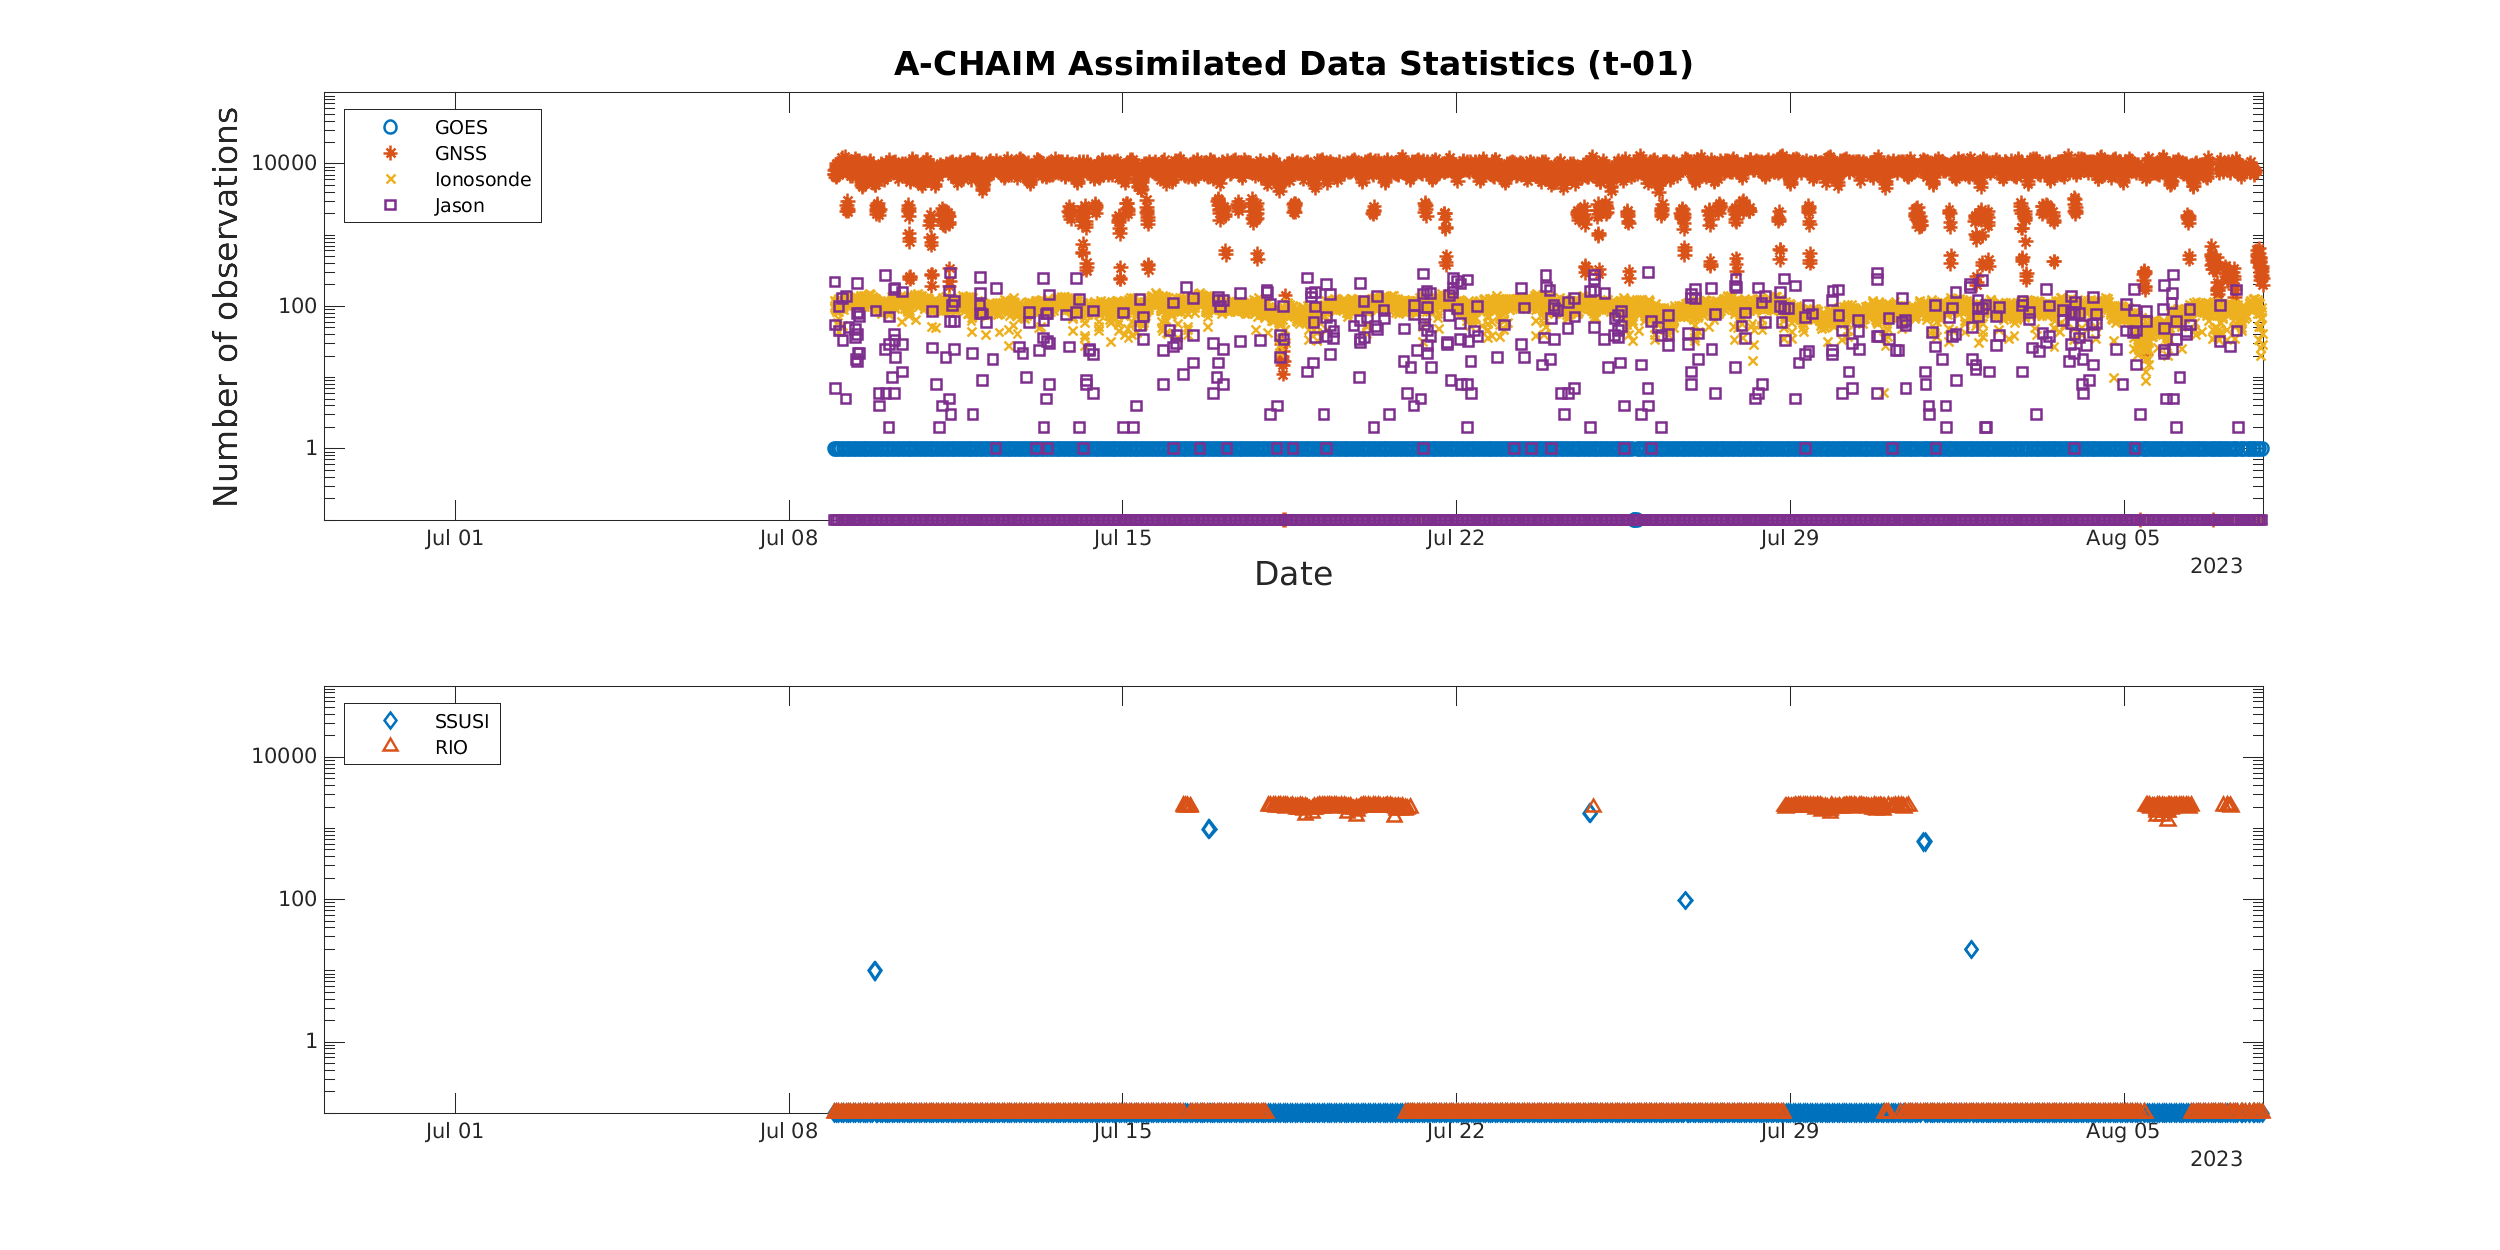 A-CHAIM Assimilated Data Statistics (t-01)
Number of observations
10000
100
1
GOES
GNSS
Ionosonde
Jason
Jul 01
Jul 08
Jul 15
Jul 22
Jul 29
Aug 05
2023
Date
10000
100
1
SSUSI
RIO
Jul 01
Jul 08
Jul 15
Jul 22
Jul 29
Aug 05
2023